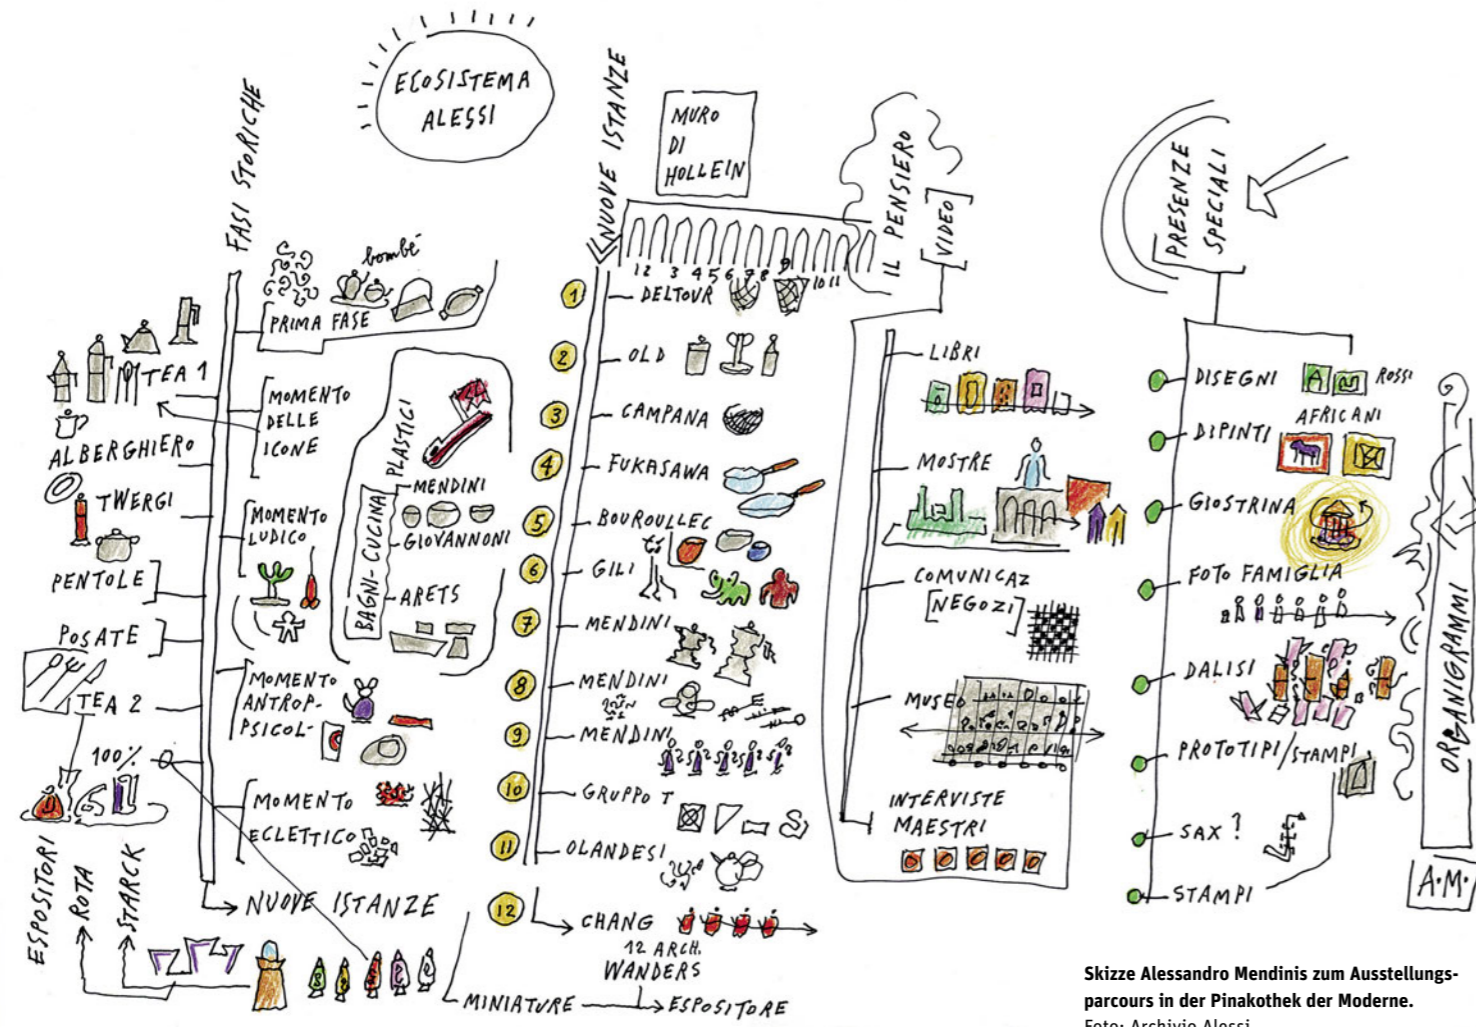 ECOSISTEMA
ALESSI
FASI STORICHE
bombé
PRIMA FASE
TEA 1
MOMENTO
DELLE
ICONE
ALBERGHIERO
TWERGI
MOMENTO
LUDICO
PENTOLE
POSATE
TEA 2
MOMENTO
ANTROP-
PSICOL-
100%
MOMENTO
ECLETTICO
NUOVE ISTANZE
ESPOSITORI
ROTA
STARCK
BAGNI-CUCINA
PLASTICI
MENDINI
GIOVANNONI
ARETS
NUOVE ISTANZE
MURO
DI
HOLLEIN
1 2 3 4 5 6 7 8 9 10 11
1 DELTOUR
2 OLD
3 CAMPANA
4 FUKASAWA
5 BOUROULLEC
6 GILI
7 MENDINI
8 MENDINI
9 MENDINI
10 GRUPPO T
11 OLANDESI
12 CHANG
12 ARCH.
WANDERS
MINIATURE
ESPOSITORE
IL PENSIERO
[VIDEO]
LIBRI
MOSTRE
COMUNICAZ
[NEGOZI]
MUSEO
INTERVISTE
MAESTRI
PRESENZE
SPECIALI
DISEGNI
ROSSI
AFRICANI
DIPINTI
GIOSTRINA
FOTO FAMIGLIA
DALISI
PROTOTIPI/STAMPI
SAX?
STAMPI
ORGANIGRAMMI
A.M.
Skizze Alessandro Mendinis zum Ausstellungs-
parcours in der Pinakothek der Moderne.
Foto: Archivio Alessi